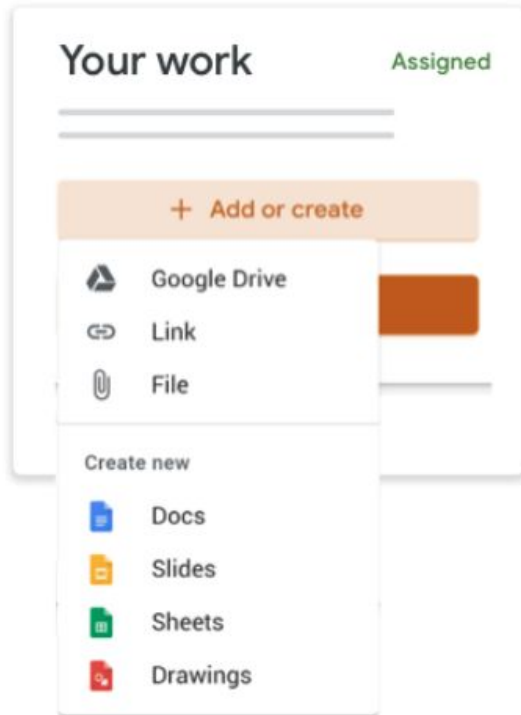 Your work
Assigned
+ Add or create
Google Drive
Link
File
Create new
Docs
Slides
Sheets
Drawings